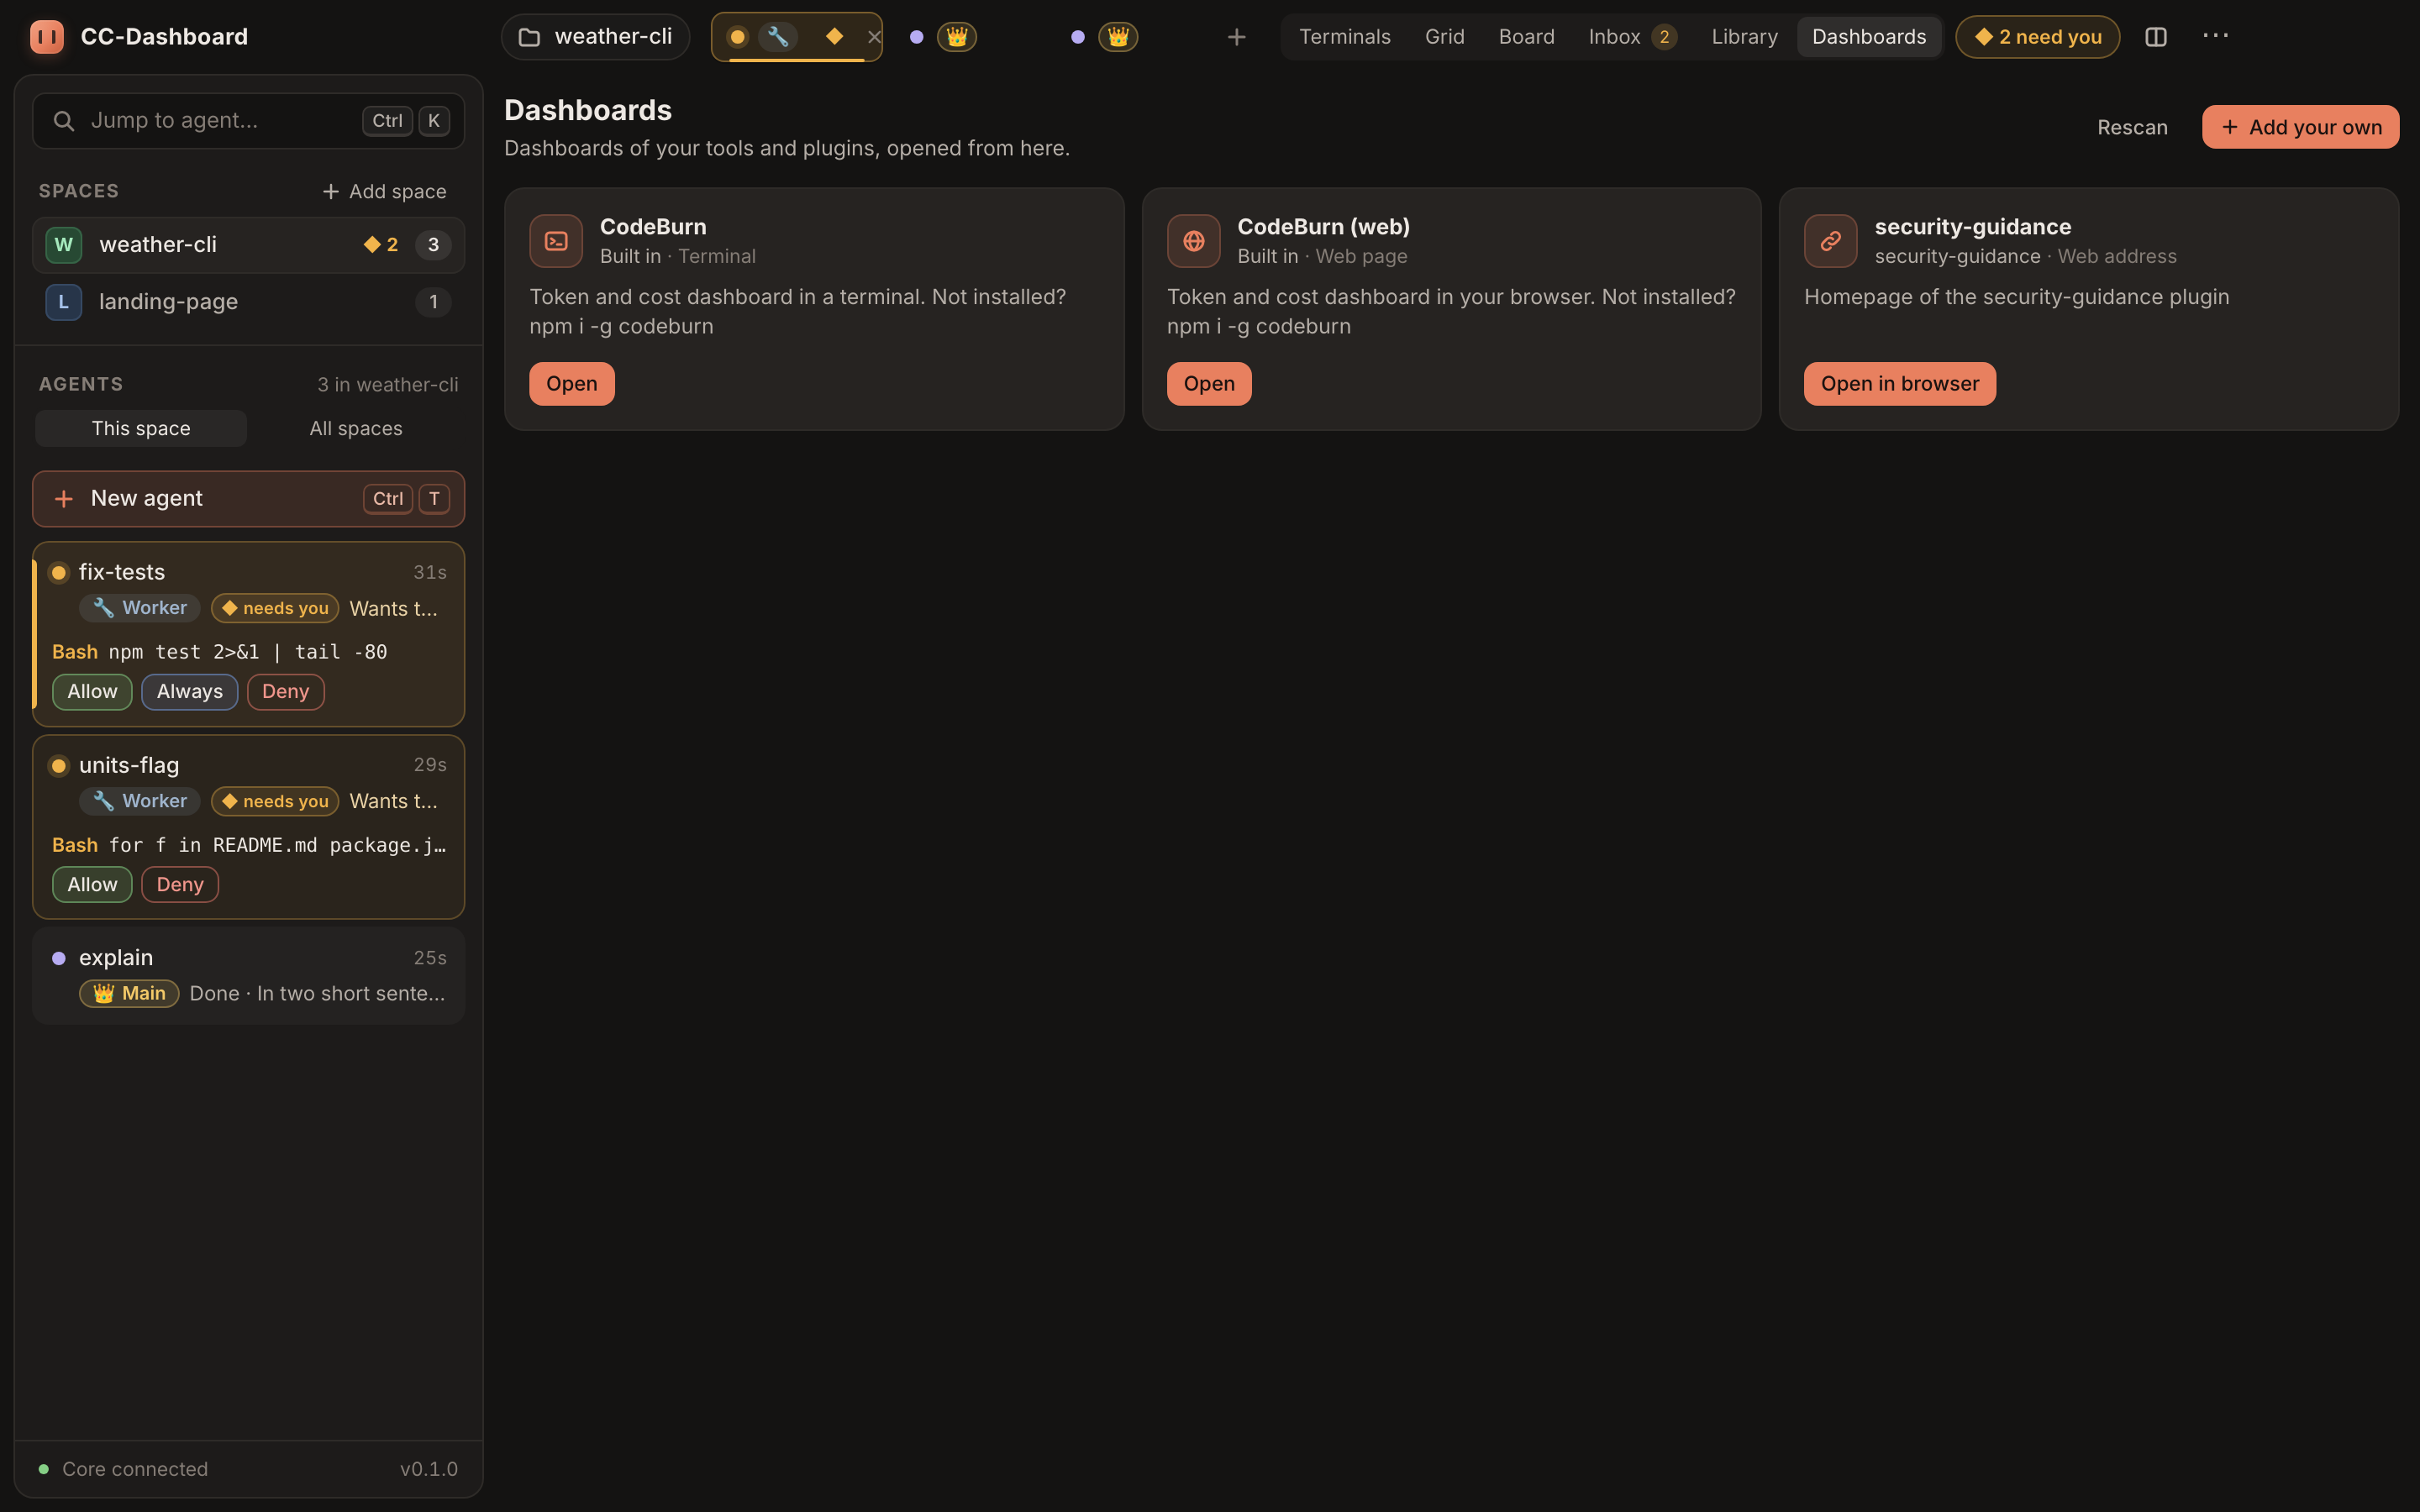 CC-Dashboard
weather-cli
Terminals
Grid
Board
Inbox 2
Library
Dashboards
2 need you
Jump to agent...
Ctrl K
SPACES
Add space
W weather-cli 2 3
L landing-page 1
AGENTS
3 in weather-cli
This space
All spaces
New agent
Ctrl T
fix-tests 31s
Worker needs you Wants t...
Bash npm test 2>&1 | tail -80
Allow Always Deny
units-flag 29s
Worker needs you Wants t...
Bash for f in README.md package.j...
Allow Deny
explain 25s
Main Done · In two short sente...
Core connected
v0.1.0
Dashboards
Dashboards of your tools and plugins, opened from here.
Rescan
Add your own
CodeBurn
Built in · Terminal
Token and cost dashboard in a terminal. Not installed?
npm i -g codeburn
Open
CodeBurn (web)
Built in · Web page
Token and cost dashboard in your browser. Not installed?
npm i -g codeburn
Open
security-guidance
security-guidance · Web address
Homepage of the security-guidance plugin
Open in browser